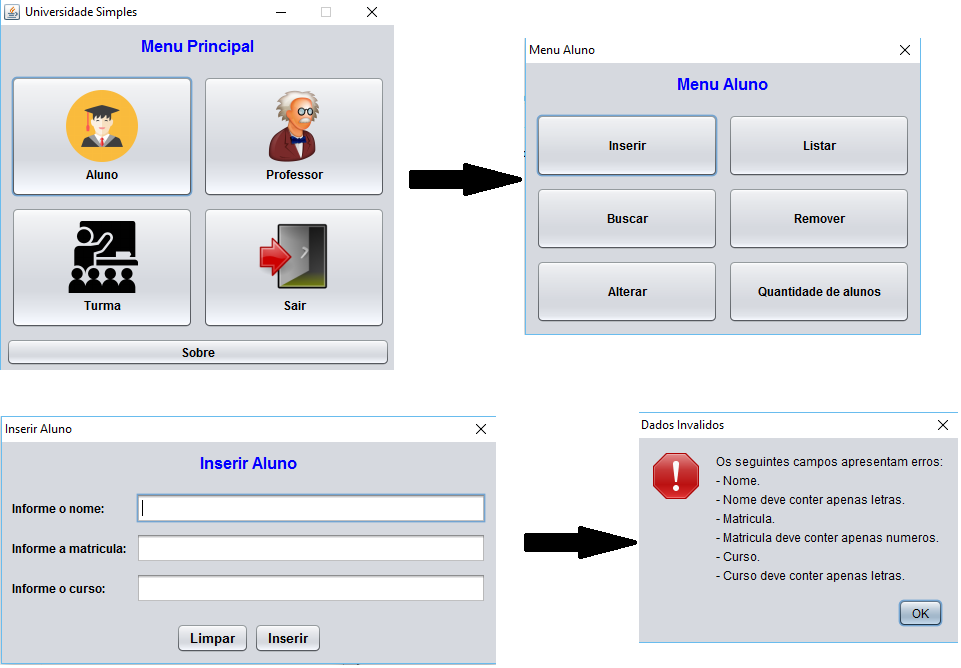 Universidade Simples
Menu Principal
Aluno
Professor
Turma
Sair
Sobre
Menu Aluno
Menu Aluno
Inserir
Listar
Buscar
Remover
Alterar
Quantidade de alunos
Inserir Aluno
Inserir Aluno
Informe o nome:
Informe a matricula:
Informe o curso:
Limpar
Inserir
Dados Invalidos
Os seguintes campos apresentam erros:
- Nome.
- Nome deve conter apenas letras.
- Matricula.
- Matricula deve conter apenas numeros.
- Curso.
- Curso deve conter apenas letras.
OK